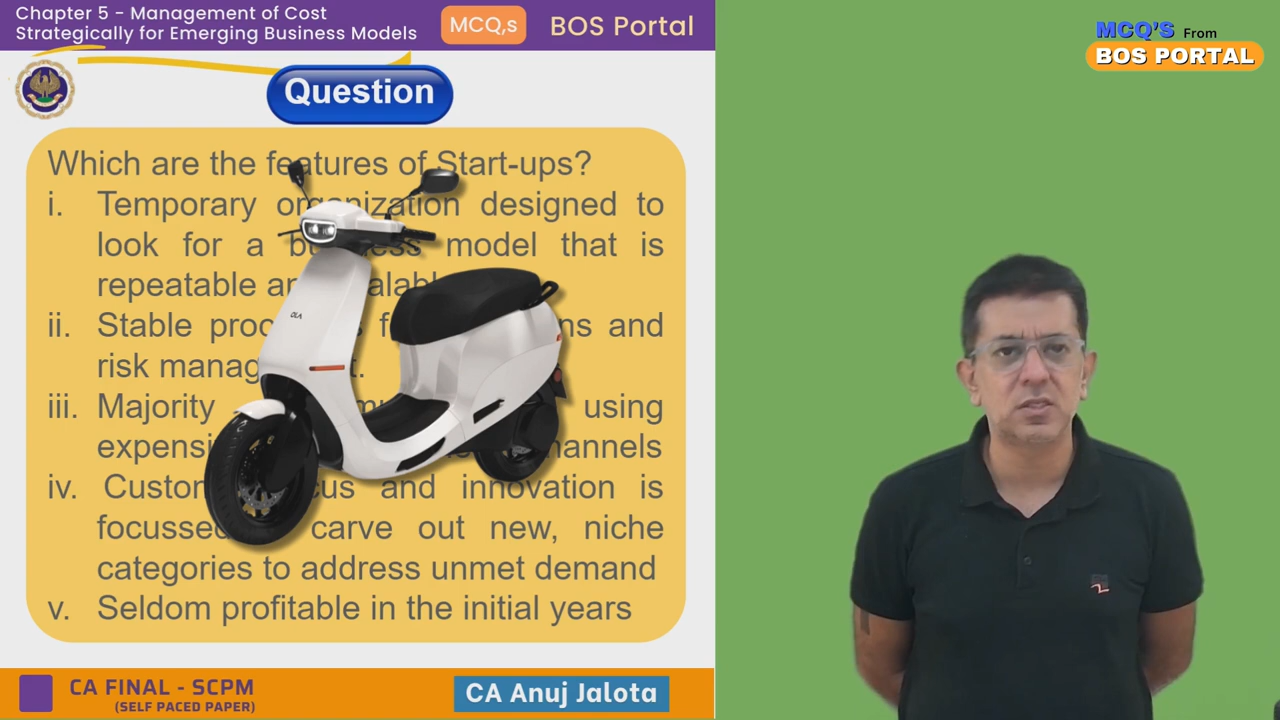 Chapter 5 - Management of Cost
Strategically for Emerging Business Models
MCQ,s
BOS Portal
MCQ'S From
BOS PORTAL
Question
Which are the features of Start-ups?
i. Temporary organization designed to
look for a business model that is
repeatable
ii. Stable and
risk
iii. Majority using
iv. and innovation is
carve out new, niche
categories to address unmet demand
v. Seldom profitable in the initial years
OLA
CA FINAL - SCPM
(SELF PACED PAPER)
CA Anuj Jalota